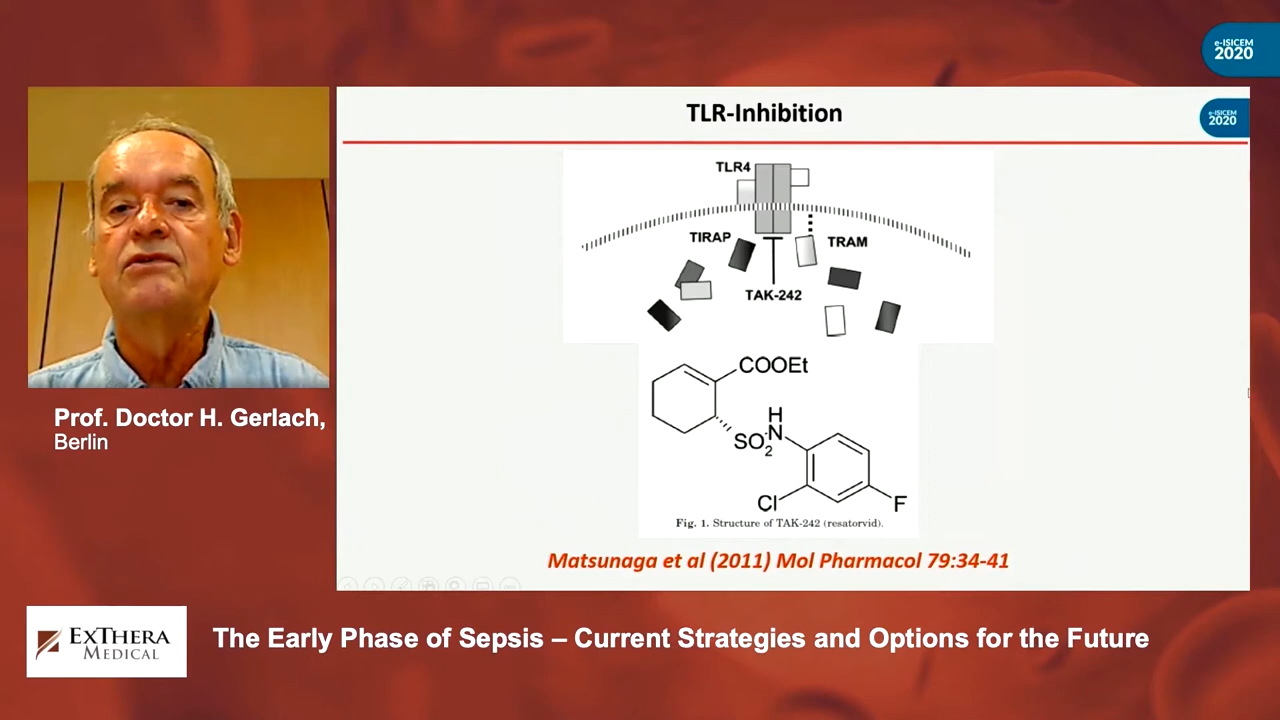 e-ISICEM
2020
TLR-Inhibition
e-ISICEM
2020
TLR4
TIRAP
TRAM
TAK-242
COOEt
H
SO2
N
Cl
F
Fig. 1. Structure of TAK-242 (resatorvid).
Matsunaga et al (2011) Mol Pharmacol 79:34-41
Prof. Doctor H. Gerlach,
Berlin
EXTHERA
MEDICAL
The Early Phase of Sepsis – Current Strategies and Options for the Future